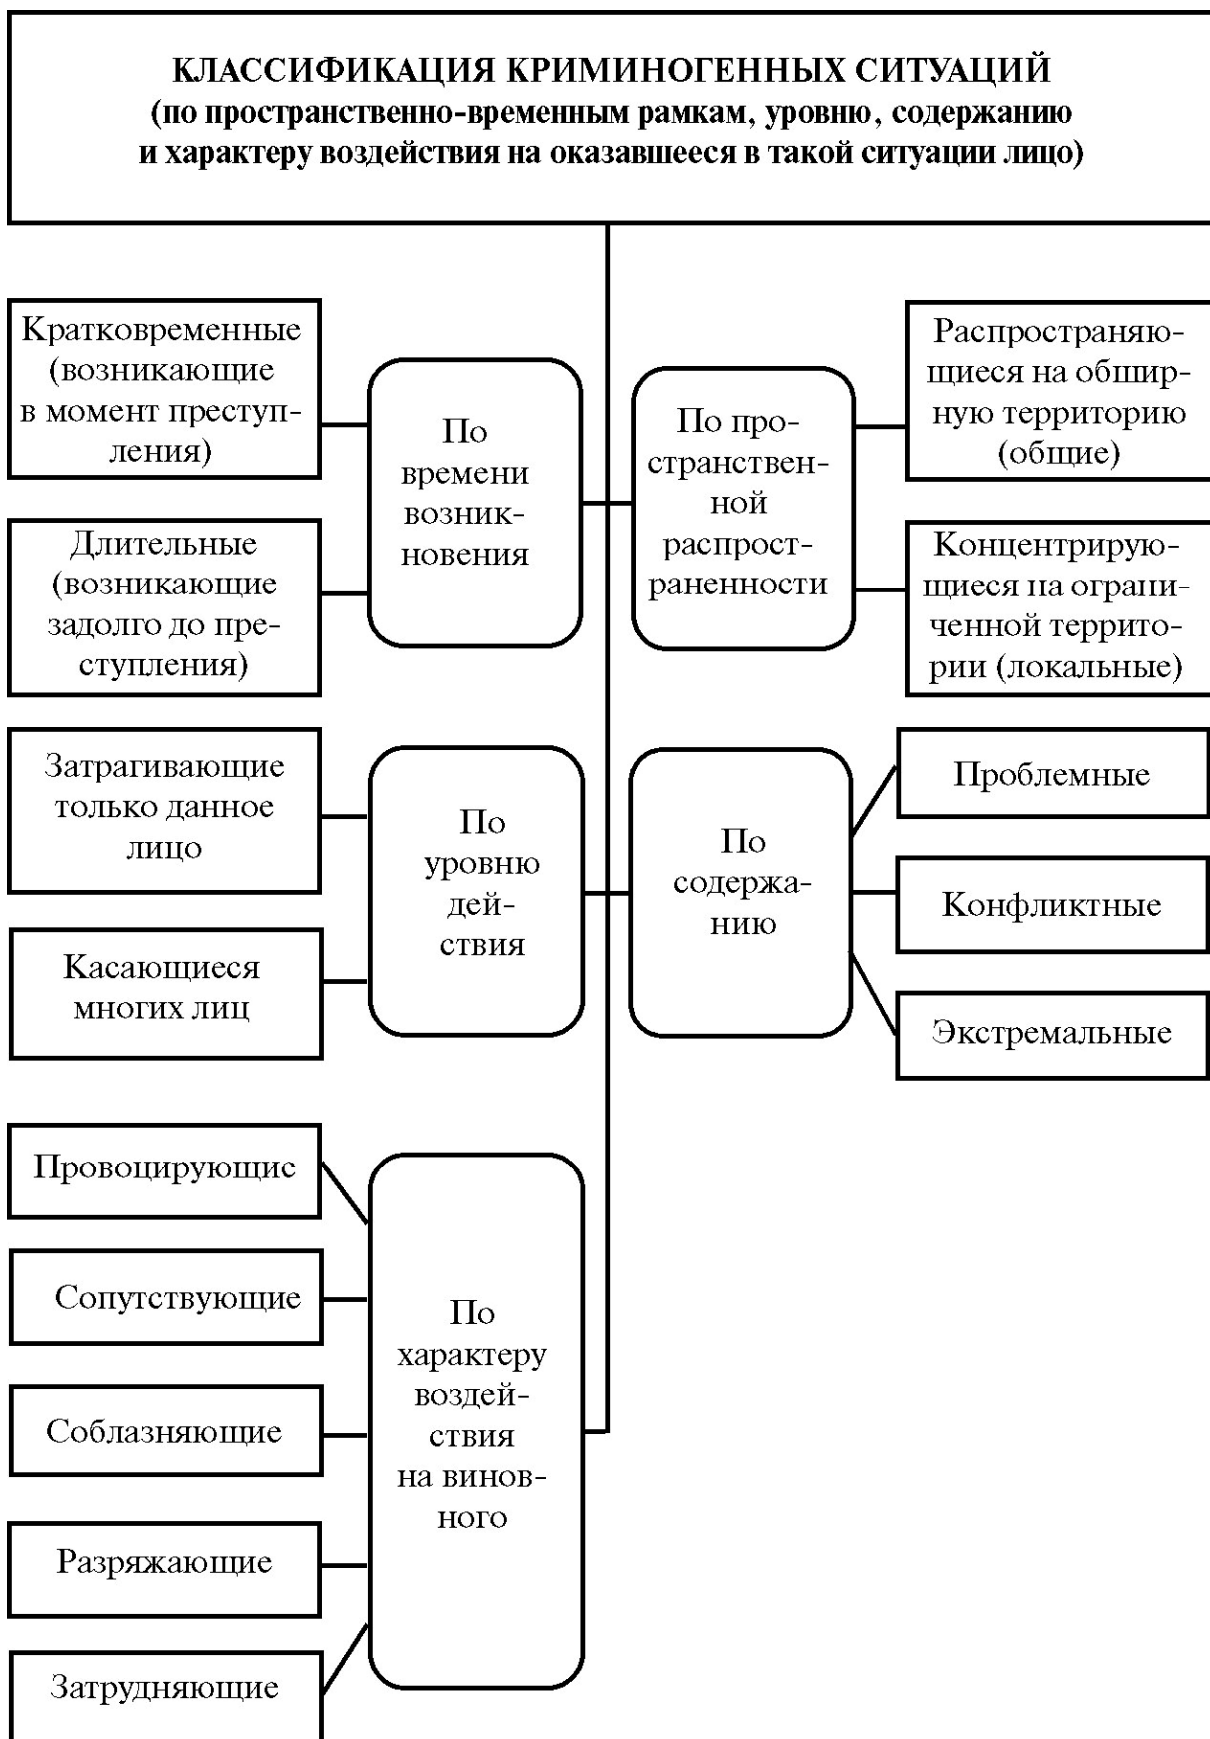 КЛАССИФИКАЦИЯ КРИМИНОГЕННЫХ СИТУАЦИЙ
(по пространственно-временным рамкам, уровню, содержанию
и характеру воздействия на оказавшееся в такой ситуации лицо)
Кратковременные
(возникающие
в момент преступ-
ления)
Длительные
(возникающие
задолго до пре-
ступления)
По
времени
возник-
новения
По про-
странствен-
ной
распрост-
раненности
Распространяю-
щиеся на обшир-
ную территорию
(общие)
Концентрирую-
щиеся на ограни-
ченной террито-
рии (локальные)
Затрагивающие
только данное
лицо
Касающиеся
многих лиц
По
уровню
дей-
ствия
По
содержа-
нию
Проблемные
Конфликтные
Экстремальные
Провоцирующис
Сопутствующие
Соблазняющие
Разряжающие
Затрудняющие
По
характеру
воздей-
ствия
на винов-
ного